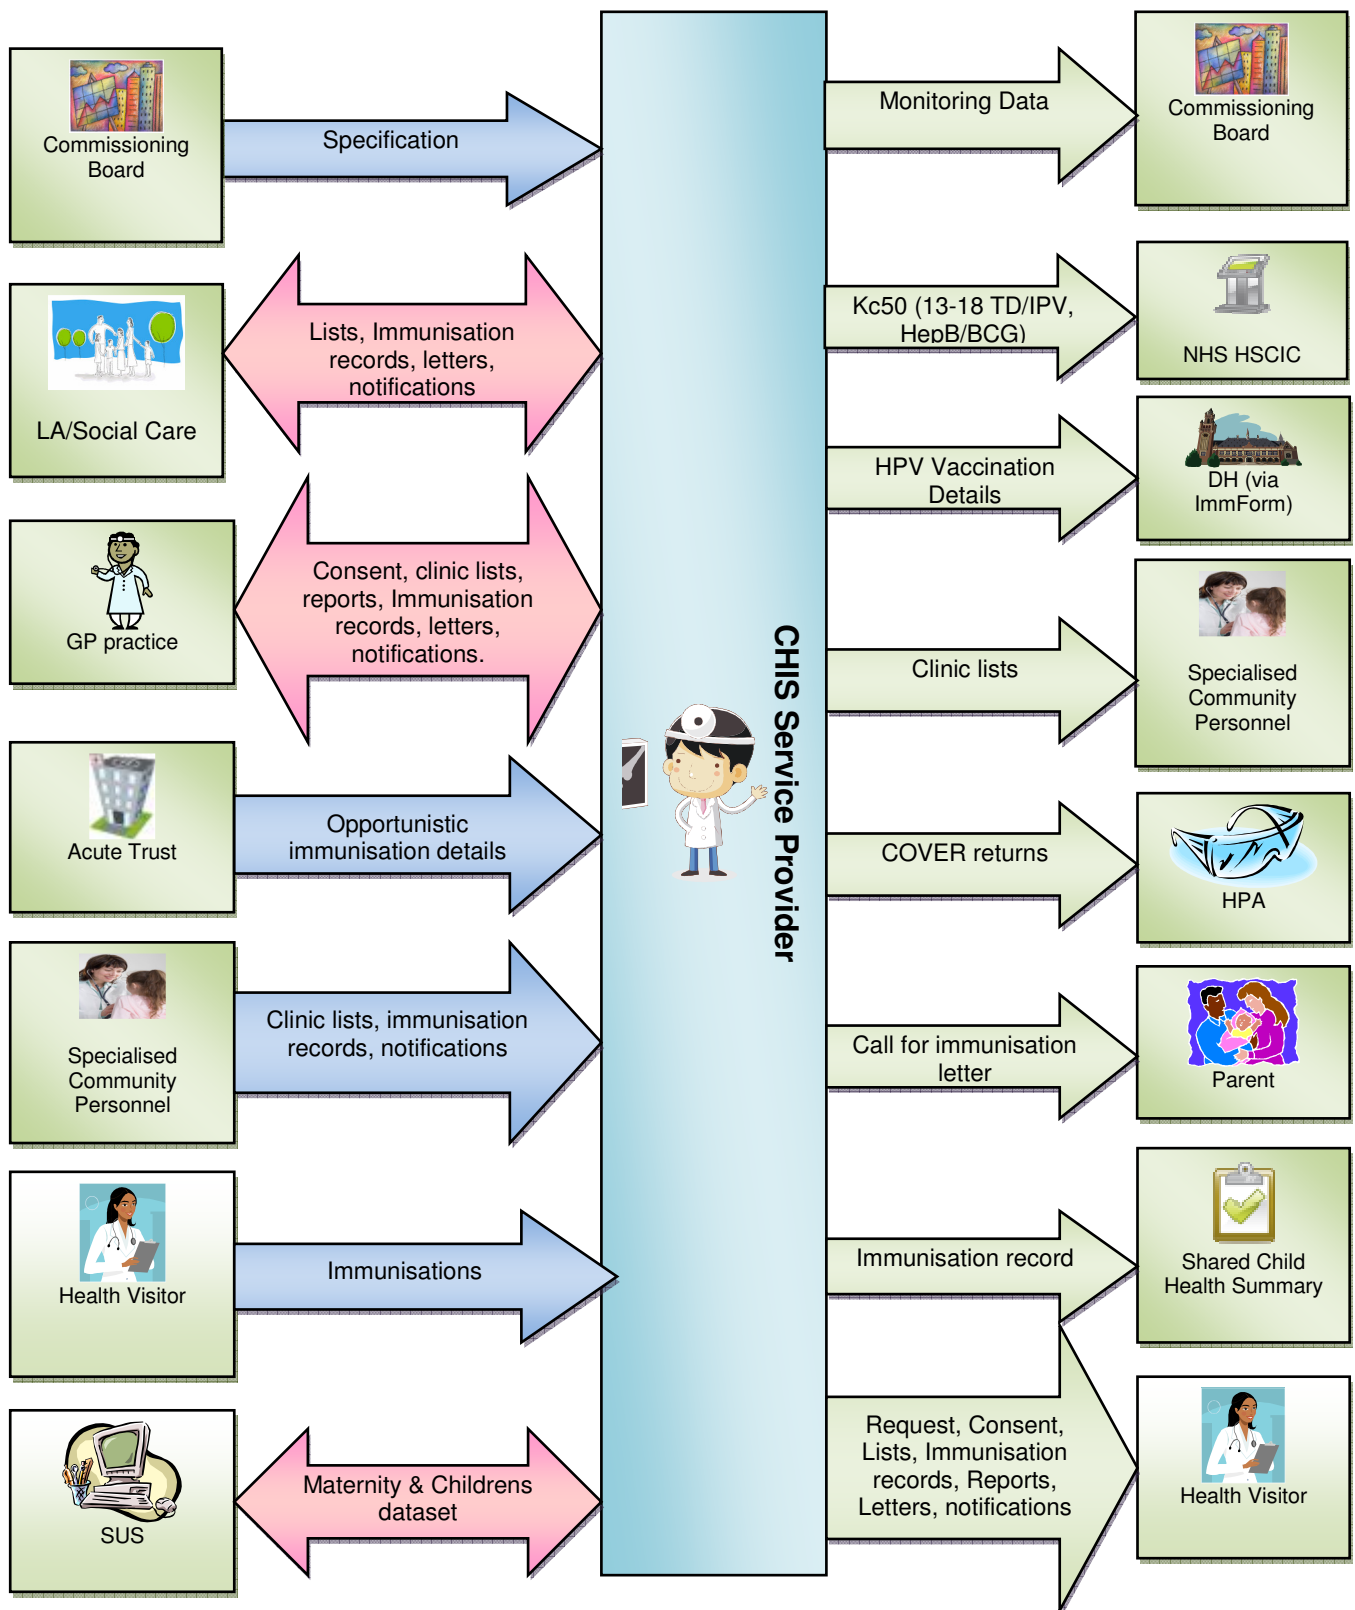 Commissioning
Board
Specification
LA/Social Care
Lists, Immunisation
records, letters,
notifications
GP practice
Consent, clinic lists,
reports, Immunisation
records, letters,
notifications.
Acute Trust
Opportunistic
immunisation details
Specialised
Community
Personnel
Clinic lists, immunisation
records, notifications
Health Visitor
Immunisations
SUS
Maternity & Childrens
dataset
CHIS Service Provider
Monitoring Data
Commissioning
Board
Kc50 (13-18 TD/IPV,
HepB/BCG)
NHS HSCIC
HPV Vaccination
Details
DH (via
ImmForm)
Clinic lists
Specialised
Community
Personnel
COVER returns
HPA
Call for immunisation
letter
Parent
Immunisation record
Shared Child
Health Summary
Request, Consent,
Lists, Immunisation
records, Reports,
Letters, notifications
Health Visitor